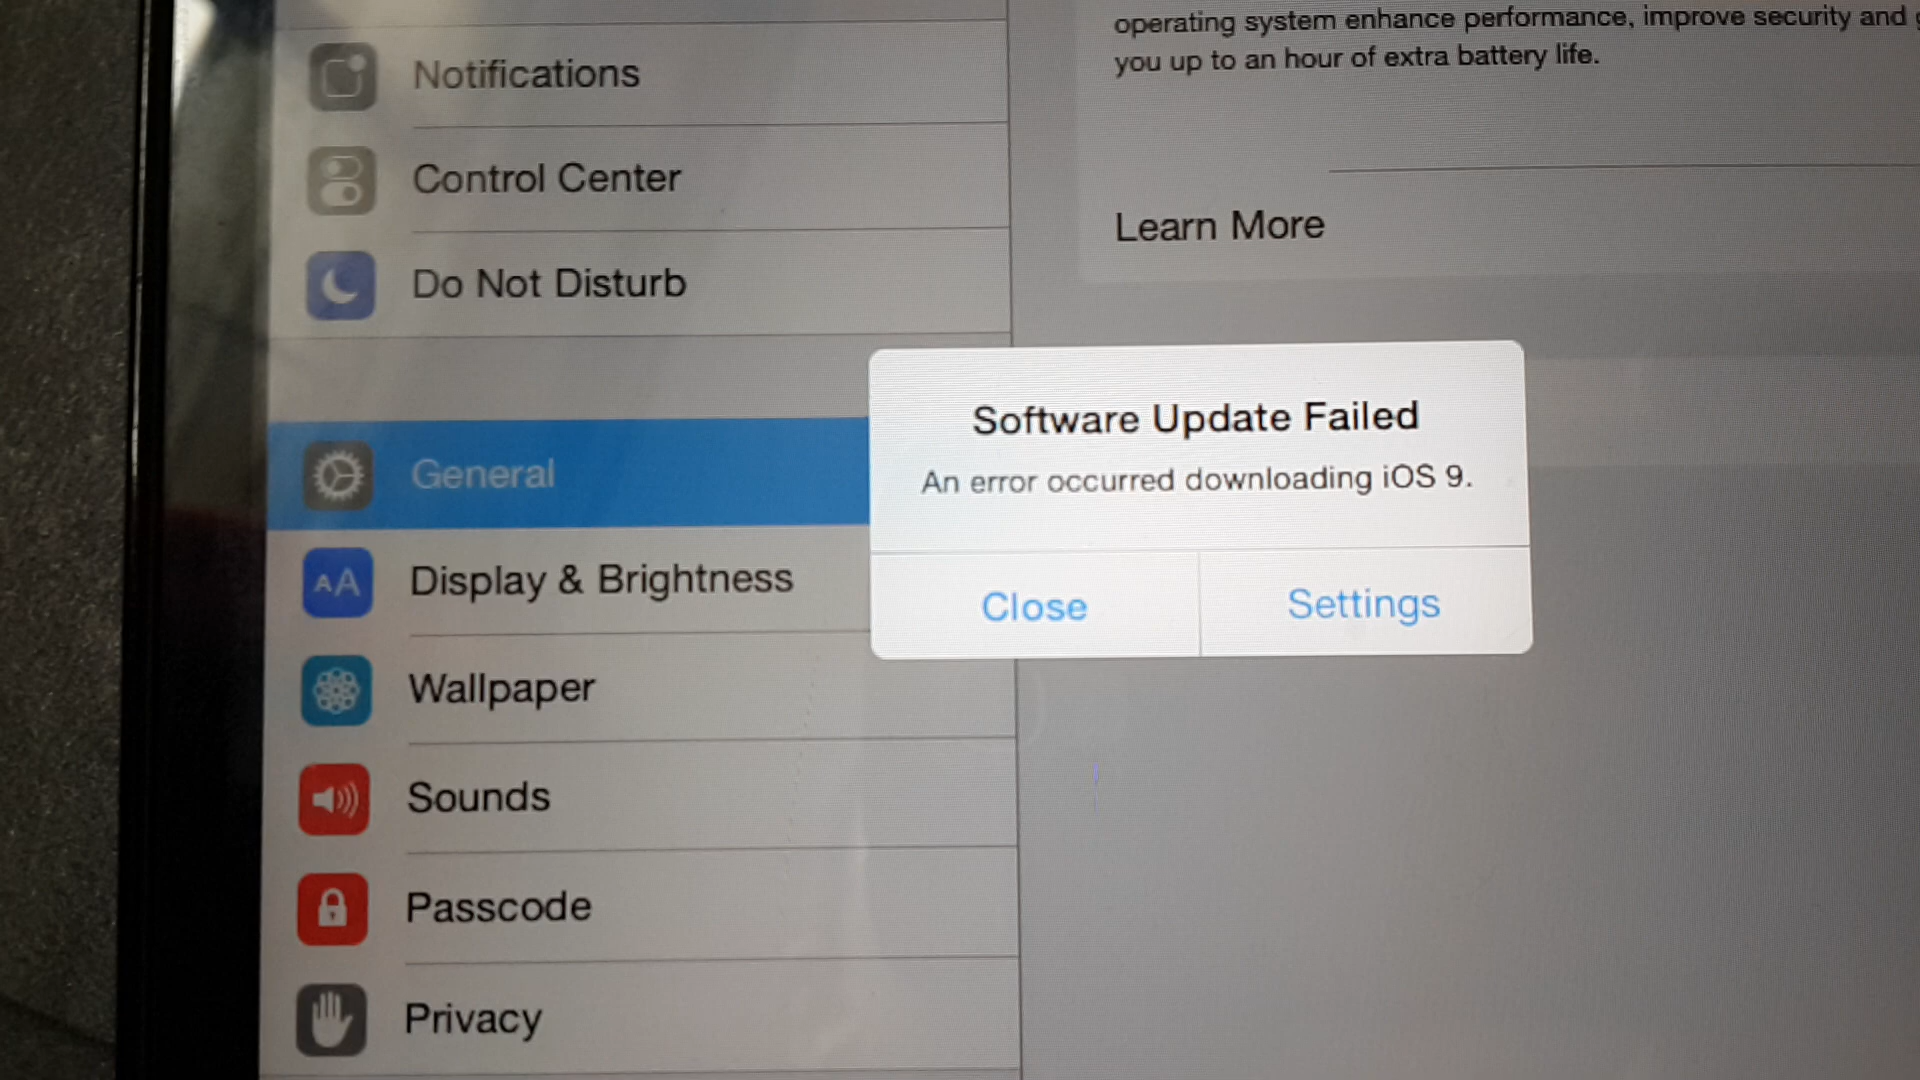 operating system enhance performance, improve security and
you up to an hour of extra battery life.
Learn More
Notifications
Control Center
Do Not Disturb
General
AA
Display & Brightness
Wallpaper
Sounds
Passcode
Privacy
Software Update Failed
An error occurred downloading iOS 9.
Close
Settings